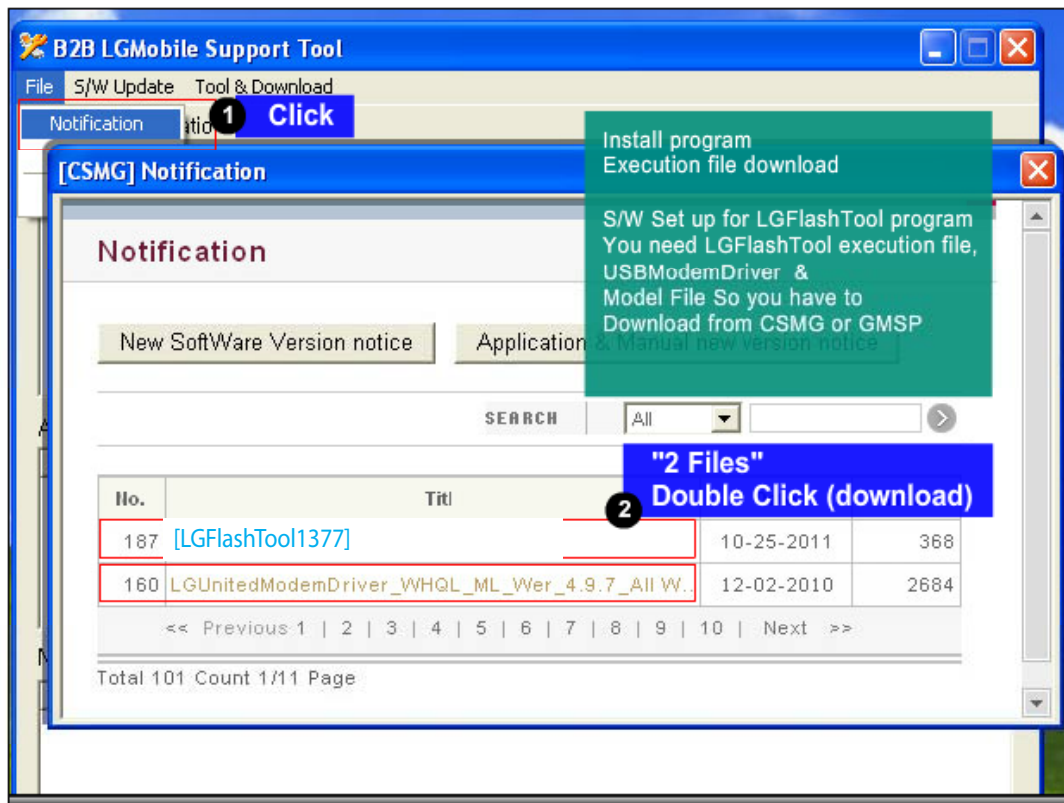 B2B LGMobile Support Tool
File S/W Update Tool & Download
1 Click
Notification
[CSMG] Notification
Install program
Execution file download
S/W Set up for LGFlashTool program
You need LGFlashTool execution file,
USBModemDriver &
Model File So you have to
Download from CSMG or GMSP
Notification
New SoftWare Version notice
Application & Manual new version notice
SEARCH All
"2 Files"
2 Double Click (download)
No. Titl
187 [LGFlashTool1377] 10-25-2011 368
160 LGUnitedModemDriver_WHQL_ML_Wer_4.9.7_All W.. 12-02-2010 2684
<< Previous 1 | 2 | 3 | 4 | 5 | 6 | 7 | 8 | 9 | 10 | Next >>
Total 101 Count 1/11 Page